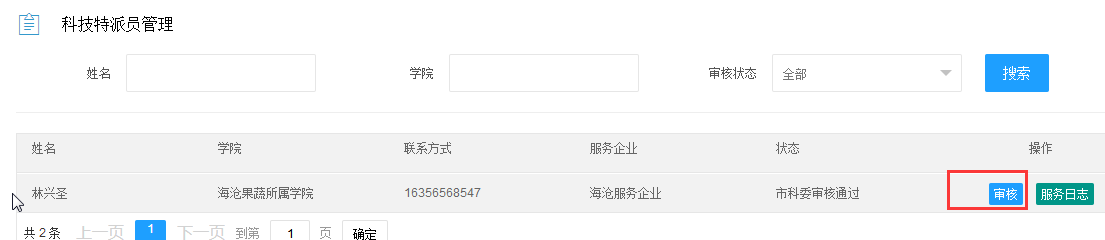 科技特派员管理
姓名 学院 审核状态 全部 搜索
姓名 学院 联系方式 服务企业 状态 操作
林兴圣 海沧果蔬所属学院 16356568547 海沧服务企业 市科委审核通过 审核 服务日志
共 2 条 上一页 1 下一页 到第 1 页 确定